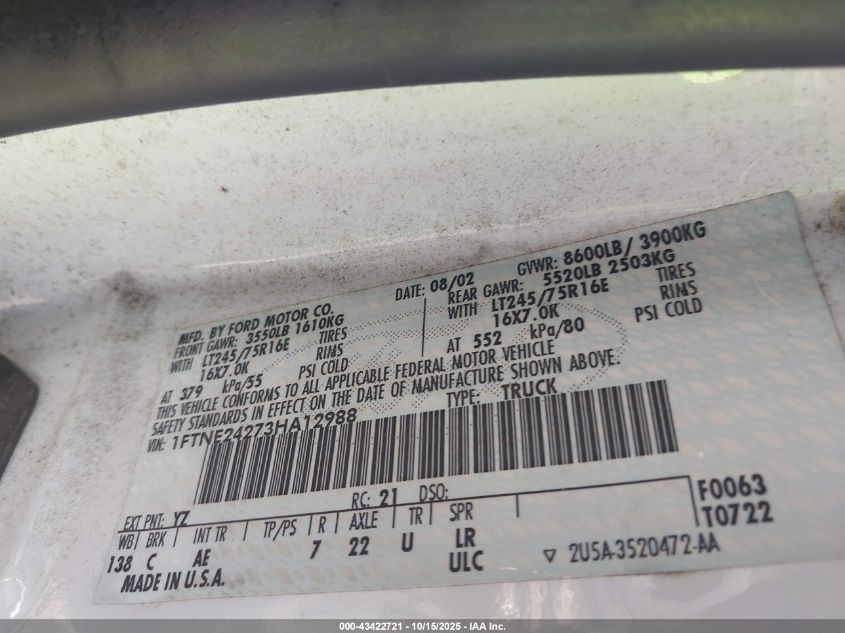 MFD. BY FORD MOTOR CO.
DATE: 08/02
GVWR: 8600LB/ 3900KG
FRONT GAWR: 3550LB 1610KG
REAR GAWR: 5520LB 2503KG
WITH LT245/75R16E TIRES
WITH LT245/75R16E TIRES
16X7.0K RIMS
16X7.0K RIMS
AT 379 kPa/55 PSI COLD
AT 552 kPa/80 PSI COLD
THIS VEHICLE CONFORMS TO ALL APPLICABLE FEDERAL MOTOR VEHICLE
SAFETY STANDARDS IN EFFECT ON THE DATE OF MANUFACTURE SHOWN ABOVE.
VIN: 1FTNE24273HA12988
TYPE: TRUCK
EXT PNT: YZ RC: 21 DSO:
WB BRK INT TR TP/PS R AXLE TR SPR
138 C AE 7 22 U LR
ULC
F0063
T0722
MADE IN U.S.A.
▽ 2U5A-3520472-AA
000-43422721 - 10/15/2025 - IAA Inc.